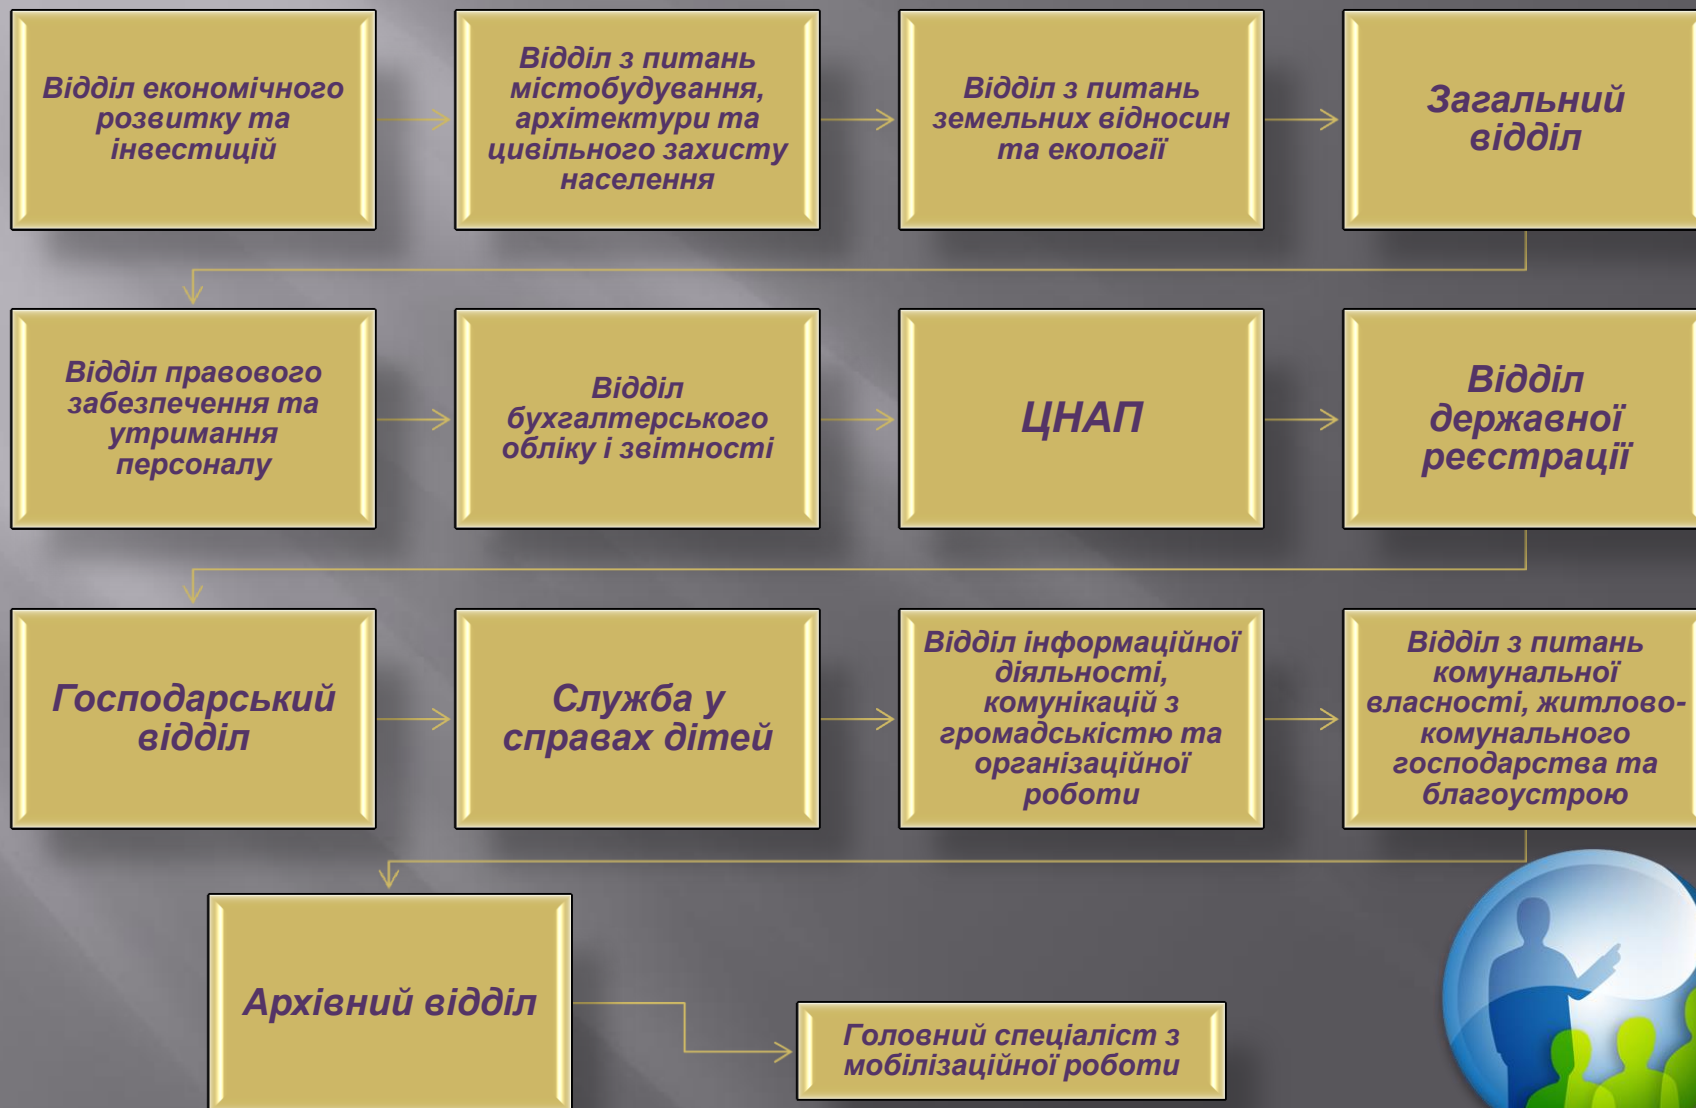 Відділ економічного
розвитку та
інвестицій
Відділ з питань
містобудування,
архітектури та
цивільного захисту
населення
Відділ з питань
земельних відносин
та екології
Загальний
відділ
Відділ правового
забезпечення та
утримання
персоналу
Відділ
бухгалтерського
обліку і звітності
ЦНАП
Відділ
державної
реєстрації
Господарський
відділ
Служба у
справах дітей
Відділ інформаційної
діяльності,
комунікацій з
громадськістю та
організаційної
роботи
Відділ з питань
комунальної
власності, житлово-
комунального
господарства та
благоустрою
Архівний відділ
Головний спеціаліст з
мобілізаційної роботи